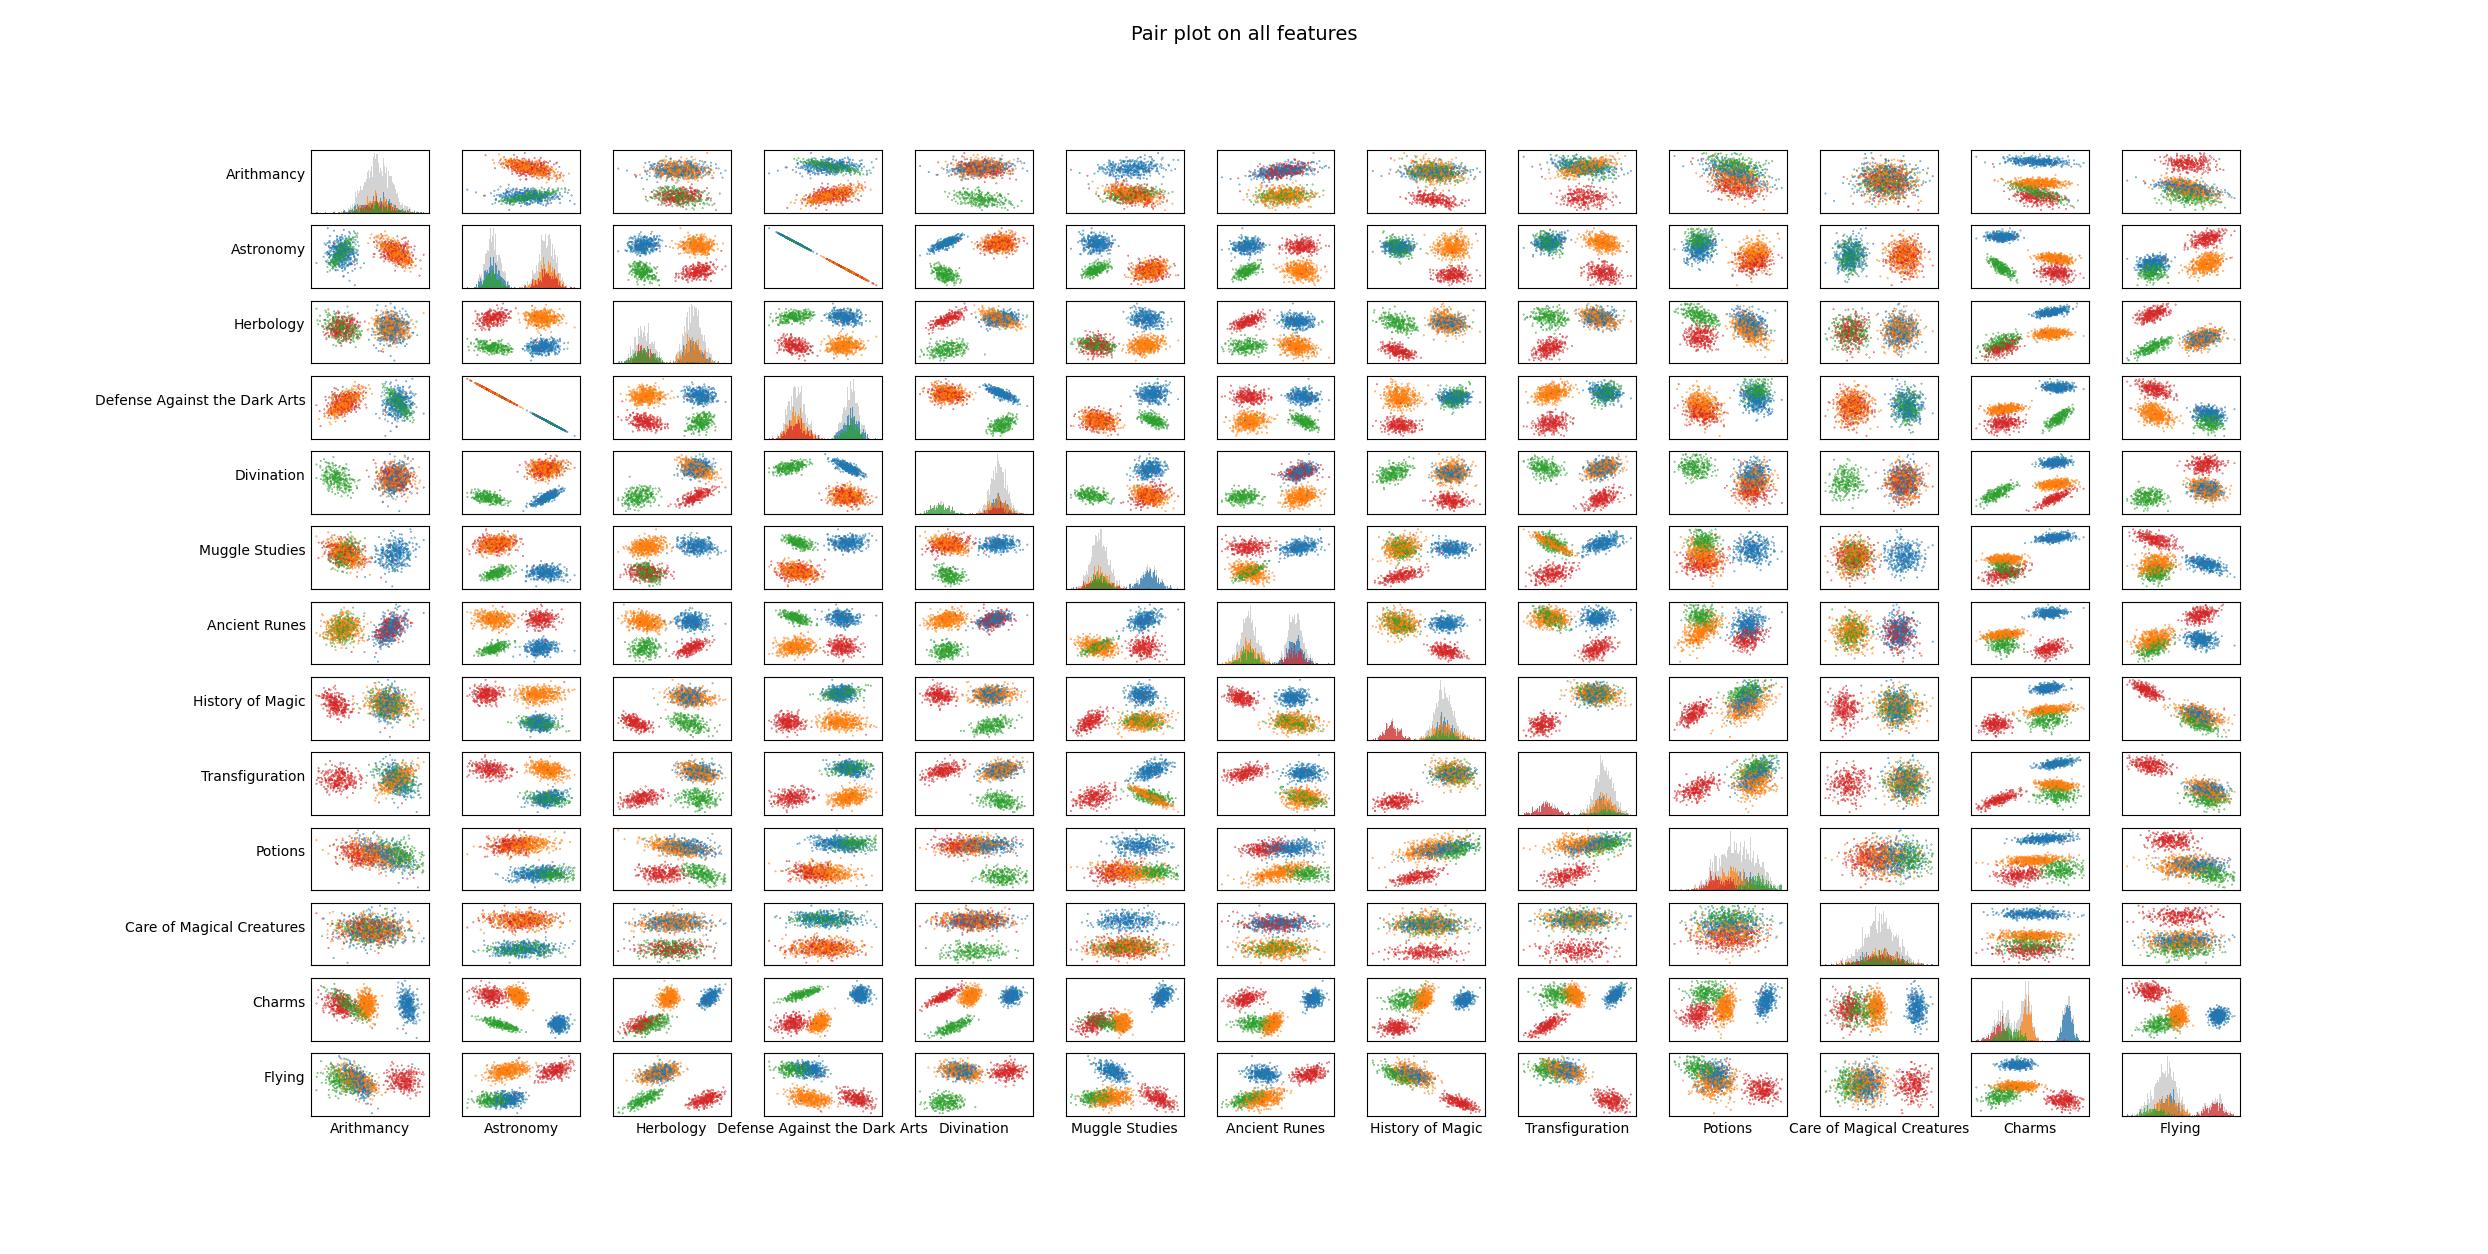 Pair plot on all features
Arithmancy
Astronomy
Herbology
Defense Against the Dark Arts
Divination
Muggle Studies
Ancient Runes
History of Magic
Transfiguration
Potions
Care of Magical Creatures
Charms
Flying
Arithmancy Astronomy Herbology Defense Against the Dark Arts Divination Muggle Studies Ancient Runes History of Magic Transfiguration Potions Care of Magical Creatures Charms Flying